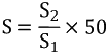 S = S₂/S₁ × 50